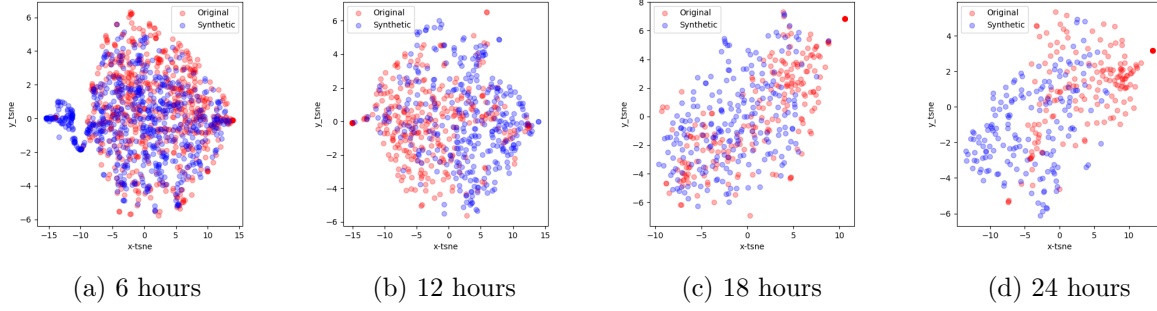 Original
Synthetic
y_tsne
6
4
2
0
−2
−4
−6
−15
−10
−5
0
5
10
15
x-tsne
(a) 6 hours
Original
Synthetic
y_tsne
6
4
2
0
−2
−4
−6
−15
−10
−5
0
5
10
x-tsne
(b) 12 hours
Original
Synthetic
y_tsne
8
6
4
2
0
−2
−4
−6
−10
−5
0
5
10
x-tsne
(c) 18 hours
Original
Synthetic
y_tsne
4
2
0
−2
−4
−6
−10
−5
0
5
10
x-tsne
(d) 24 hours